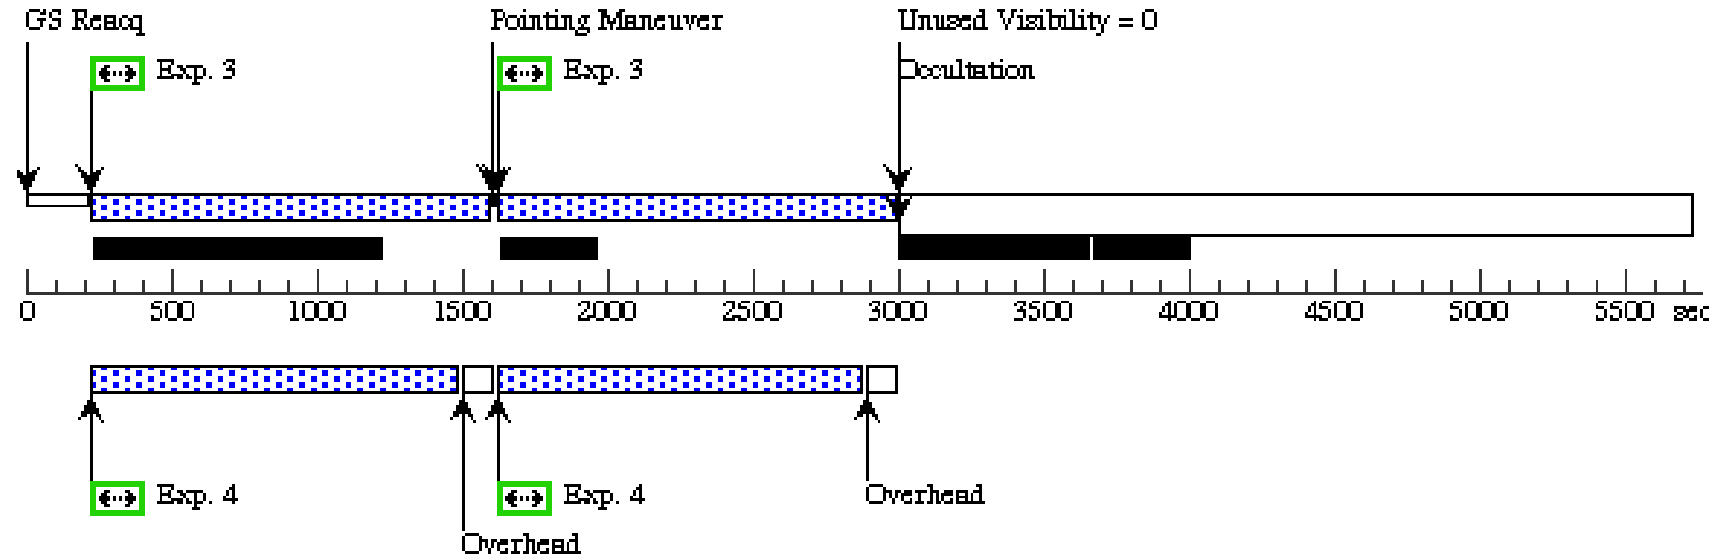 GS Reacq Pointing Maneuver Unused Visibility = 0
Exp. 3 Exp. 3 Occultation
0 500 1000 1500 2000 2500 3000 3500 4000 4500 5000 5500 sec
Exp. 4 Exp. 4 Overhead
Overhead